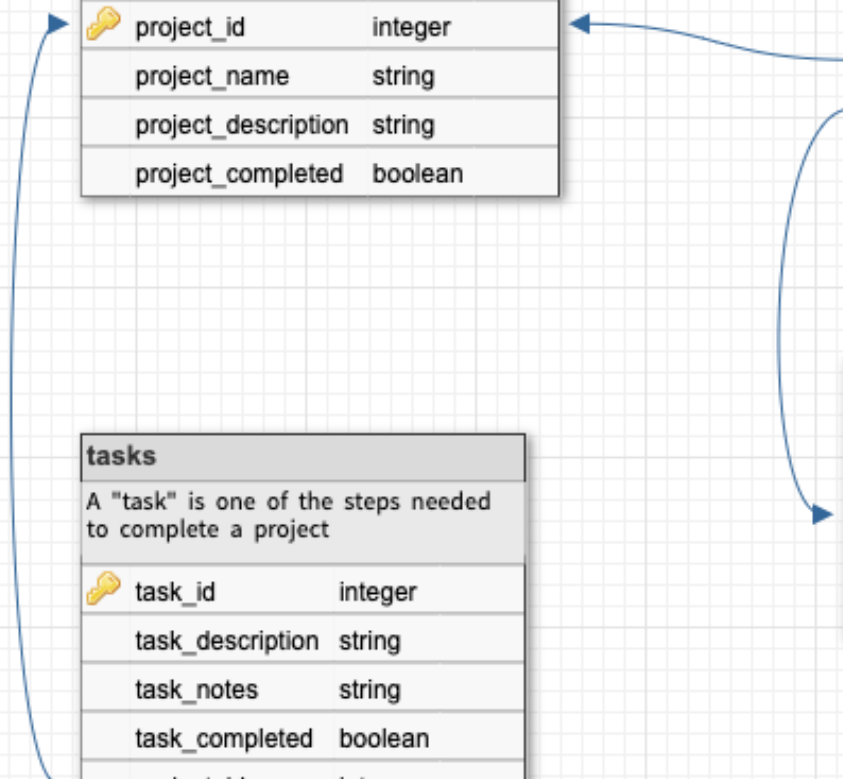 project_id integer
project_name string
project_description string
project_completed boolean
tasks
A "task" is one of the steps needed
to complete a project
task_id integer
task_description string
task_notes string
task_completed boolean